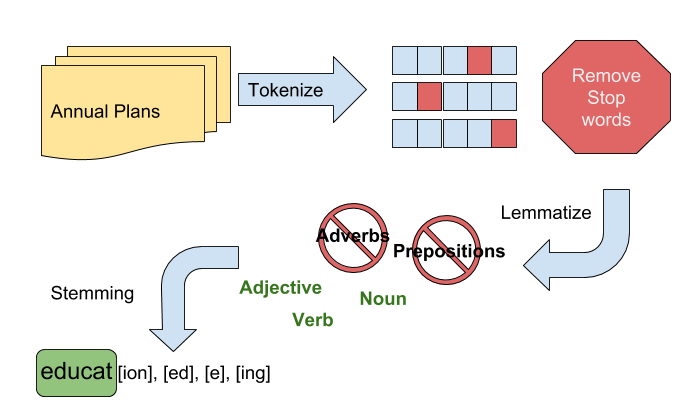 Annual Plans
Tokenize
Remove
Stop
words
Lemmatize
Adverbs
Prepositions
Adjective
Noun
Verb
Stemming
educat[ion], [ed], [e], [ing]